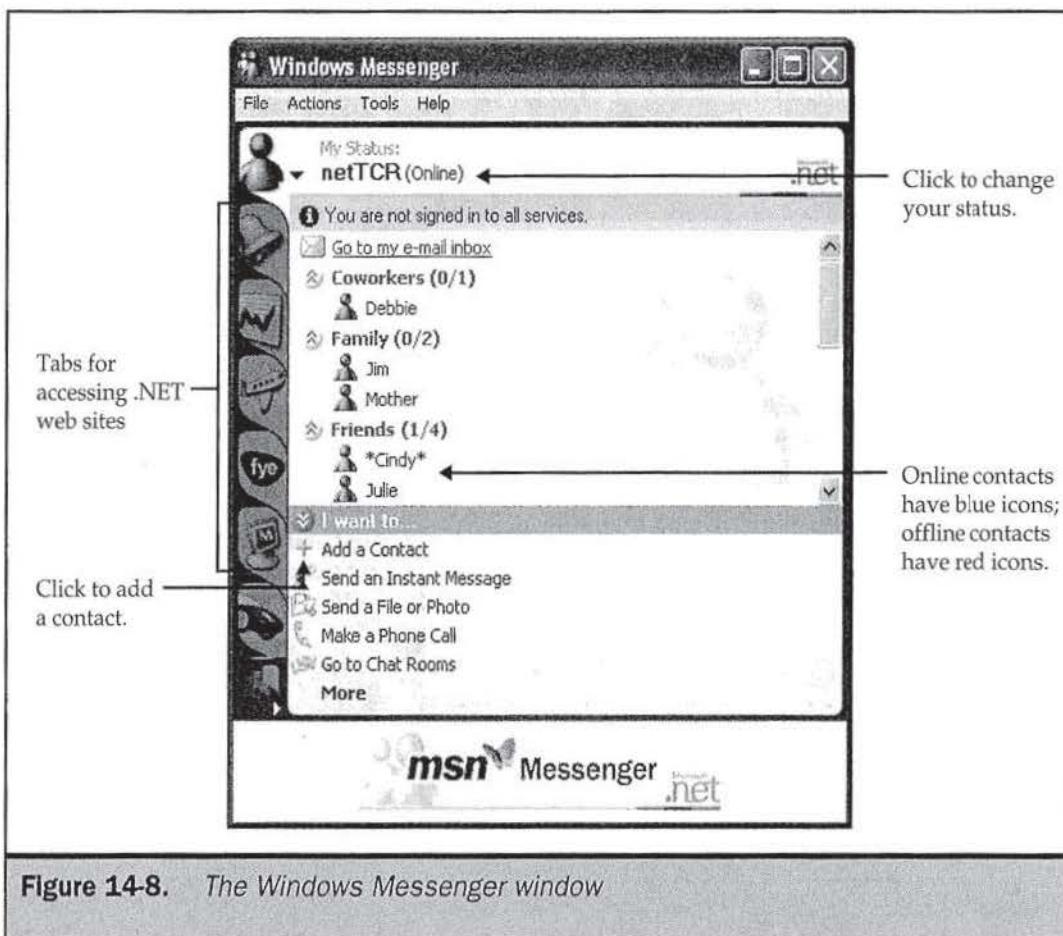 Windows Messenger
File Actions Tools Help
My Status:
netTCR (Online)
Microsoft
.net
Click to change
your status.
You are not signed in to all services.
Go to my e-mail inbox
Coworkers (0/1)
Debbie
Family (0/2)
Jim
Mother
Friends (1/4)
*Cindy*
Julie
Tabs for
accessing .NET
web sites
fye
Online contacts
have blue icons;
offline contacts
have red icons.
I want to...
Add a Contact
Click to add
a contact.
Send an Instant Message
Send a File or Photo
Make a Phone Call
Go to Chat Rooms
More
msn Messenger
Microsoft
.net
Figure 14-8. The Windows Messenger window